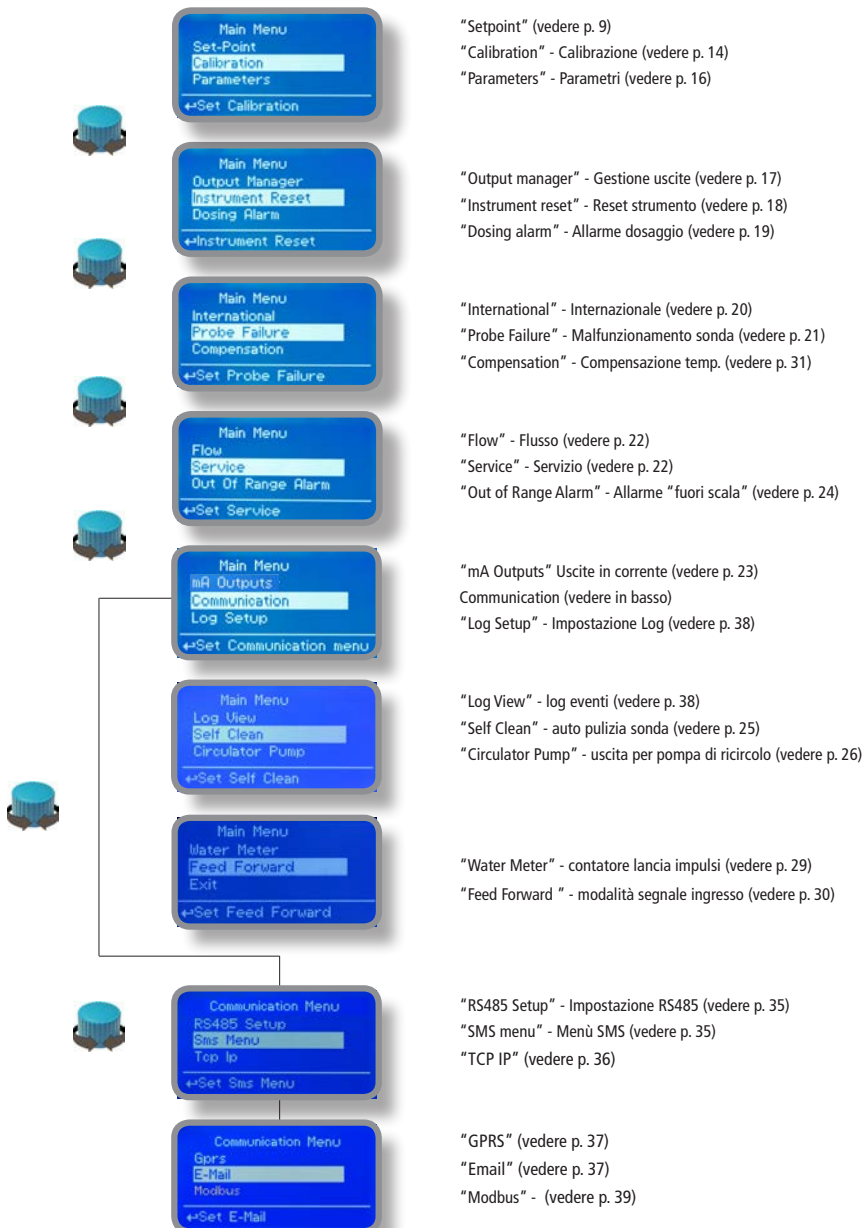 Main Menu
Set-Point
Calibration
Parameters
↵Set Calibration
"Setpoint" (vedere p. 9)
"Calibration" - Calibrazione (vedere p. 14)
"Parameters" - Parametri (vedere p. 16)
Main Menu
Output Manager
Instrument Reset
Dosing Alarm
↵Instrument Reset
"Output manager" - Gestione uscite (vedere p. 17)
"Instrument reset" - Reset strumento (vedere p. 18)
"Dosing alarm" - Allarme dosaggio (vedere p. 19)
Main Menu
International
Probe Failure
Compensation
↵Set Probe Failure
"International" - Internazionale (vedere p. 20)
"Probe Failure" - Malfunzionamento sonda (vedere p. 21)
"Compensation" - Compensazione temp. (vedere p. 31)
Main Menu
Flow
Service
Out Of Range Alarm
↵Set Service
"Flow" - Flusso (vedere p. 22)
"Service" - Servizio (vedere p. 22)
"Out of Range Alarm" - Allarme "fuori scala" (vedere p. 24)
Main Menu
mA Outputs
Communication
Log Setup
↵Set Communication menu
"mA Outputs" Uscite in corrente (vedere p. 23)
Communication (vedere in basso)
"Log Setup" - Impostazione Log (vedere p. 38)
Main Menu
Log View
Self Clean
Circulator Pump
↵Set Self Clean
"Log View" - log eventi (vedere p. 38)
"Self Clean" - auto pulizia sonda (vedere p. 25)
"Circulator Pump" - uscita per pompa di ricircolo (vedere p. 26)
Main Menu
Water Meter
Feed Forward
Exit
↵Set Feed Forward
"Water Meter" - contatore lancia impulsi (vedere p. 29)
"Feed Forward " - modalità segnale ingresso (vedere p. 30)
Communication Menu
RS485 Setup
Sms Menu
Tcp Ip
↵Set Sms Menu
"RS485 Setup" - Impostazione RS485 (vedere p. 35)
"SMS menu" - Menù SMS (vedere p. 35)
"TCP IP" (vedere p. 36)
Communication Menu
Gprs
E-Mail
Modbus
↵Set E-Mail
"GPRS" (vedere p. 37)
"Email" (vedere p. 37)
"Modbus" - (vedere p. 39)